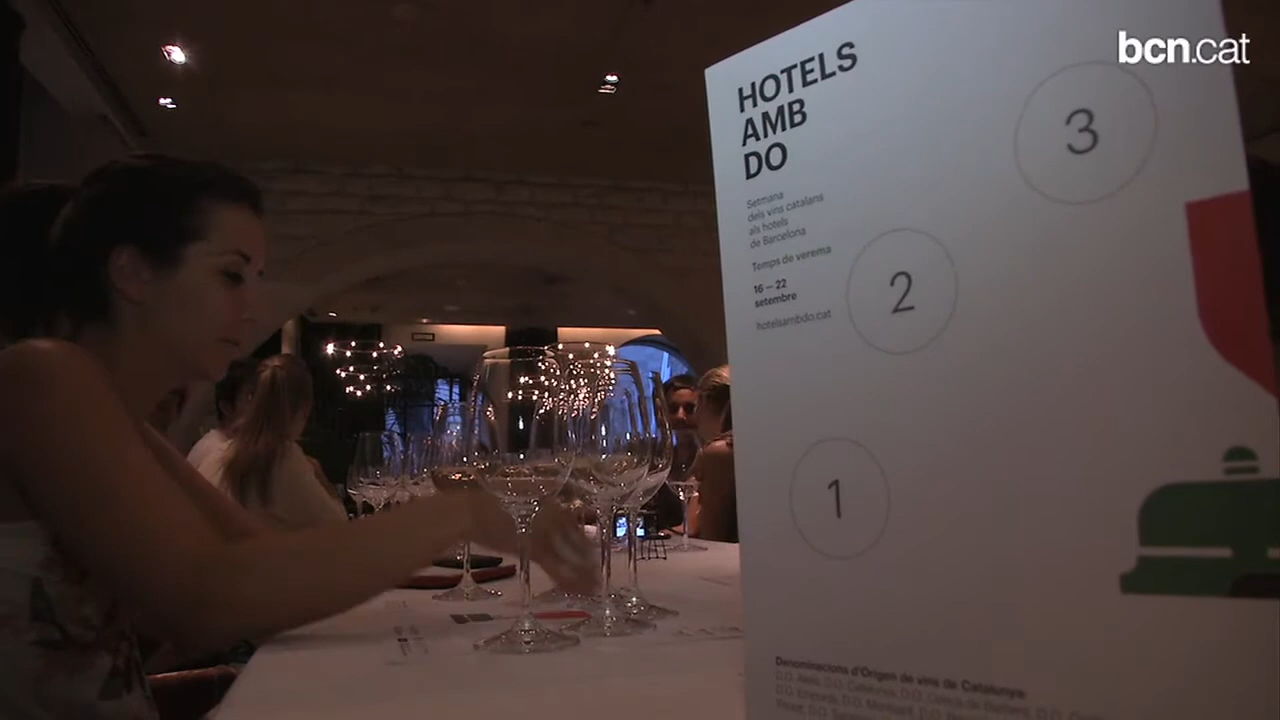 bcn.cat
HOTELS
AMB
DO
Setmana
dels vins catalans
als hotels
de Barcelona
Temps de verema
16 – 22
setembre
hotelsambdo.cat
3
2
1
Denominacions d'Origen de vins de Catalunya: